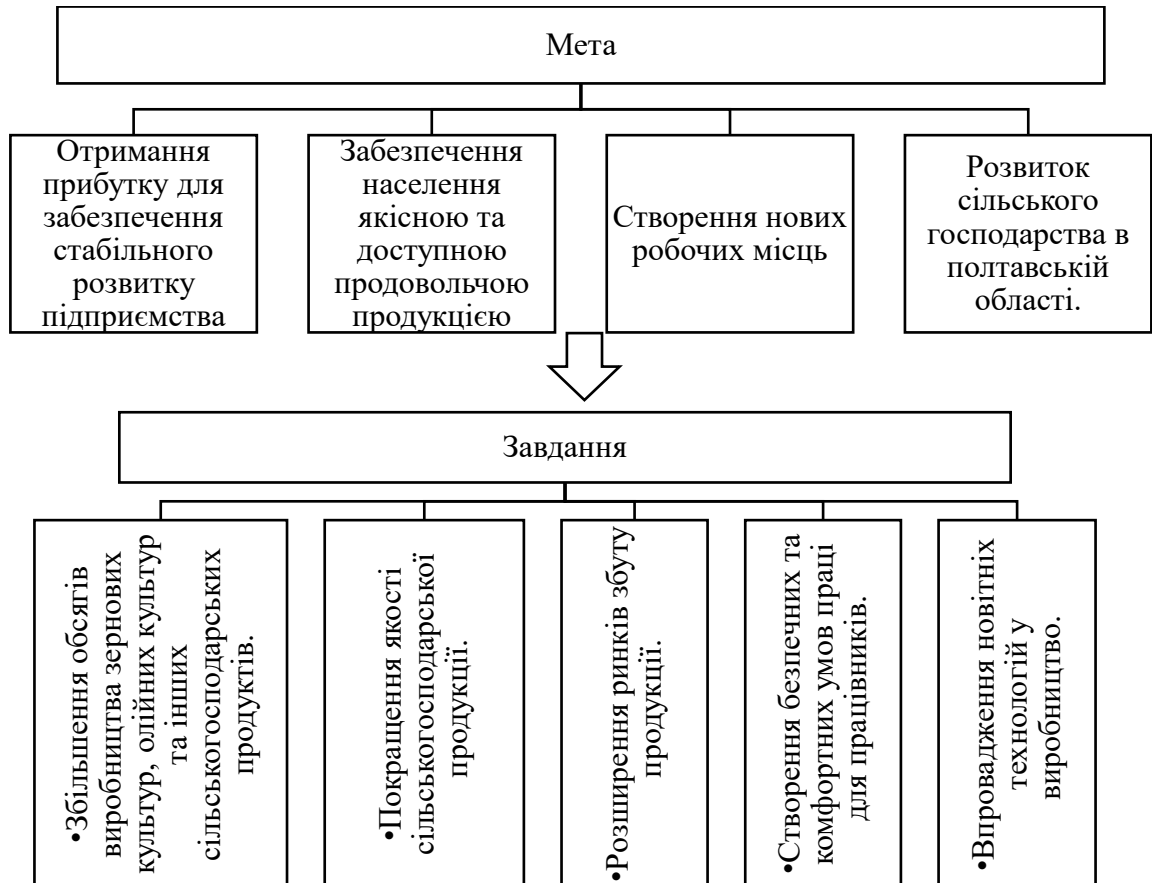 Мета
Отримання
прибутку для
забезпечення
стабільного
розвитку
підприємства
Забезпечення
населення
якісною та
доступною
продовольчою
продукцією
Створення нових
робочих місць
Розвиток
сільського
господарства в
полтавській
області.
Завдання
•Збільшення обсягів
виробництва зернових
культур, олійних культур
та інших
сільськогосподарських
продуктів.
•Покращення якості
сільськогосподарської
продукції.
•Розширення ринків збуту
продукції.
•Створення безпечних та
комфортних умов праці
для працівників.
•Впровадження новітніх
технологій у
виробництво.